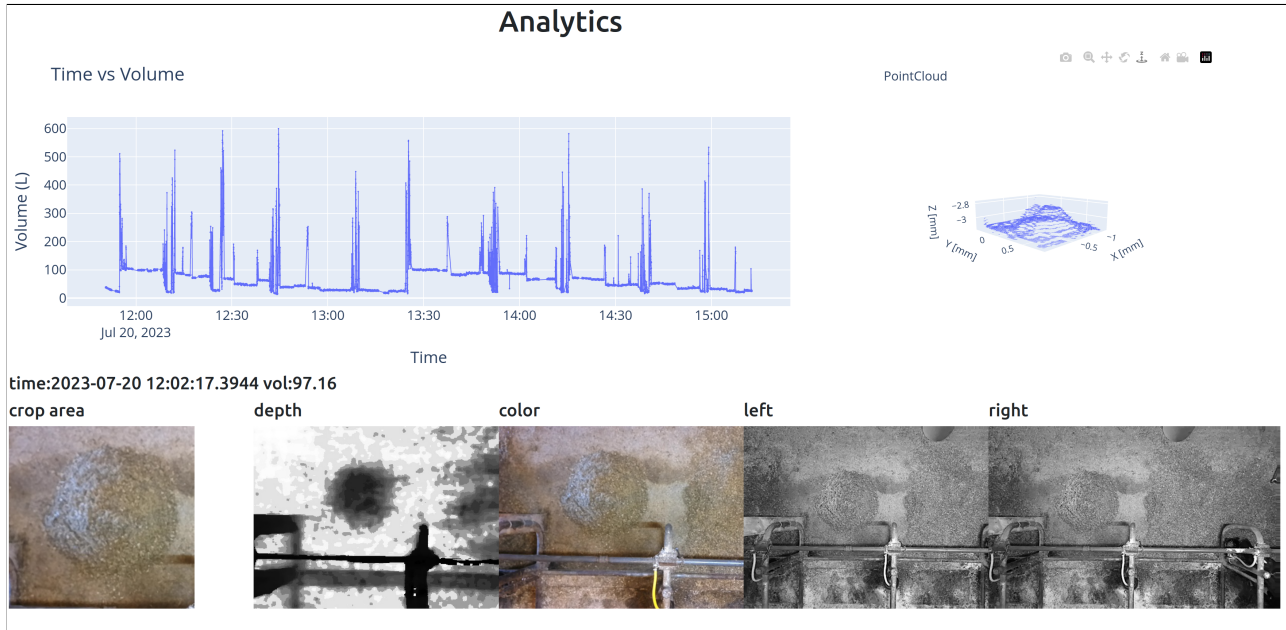 Analytics
Time vs Volume
PointCloud
600
500
400
300
200
100
0
Volume (L)
12:00
12:30
13:00
13:30
14:00
14:30
15:00
Jul 20, 2023
Time
−2.8
−3
Z [mm]
0
0.5
Y [mm]
−1
−0.5
X [mm]
time:2023-07-20 12:02:17.3944 vol:97.16
crop area
depth
color
left
right